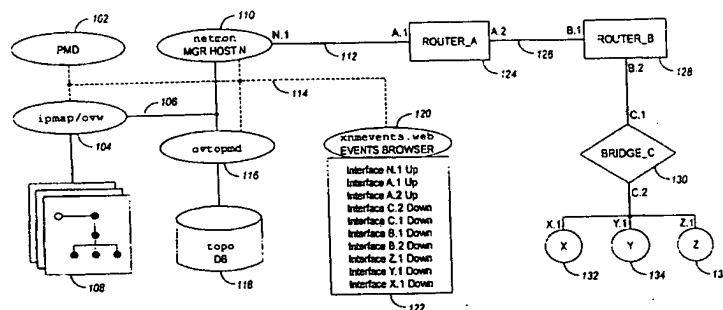 102
PMD
110
netmon
MGR HOST N
N.1
112
A.1
ROUTER_A
124
A.2
126
B.1
ROUTER_B
128
B.2
114
106
ipmap/ovw
104
ovtopmd
116
topo
DB
118
108
120
xnmevents.web
EVENTS BROWSER
Interface N.1 Up
Interface A.1 Up
Interface A.2 Up
Interface C.2 Down
Interface C.1 Down
Interface B.1 Down
Interface B.2 Down
Interface Z.1 Down
Interface Y.1 Down
Interface X.1 Down
122
C.1
BRIDGE_C
130
C.2
X.1
Y.1
Z.1
X
Y
Z
132
134